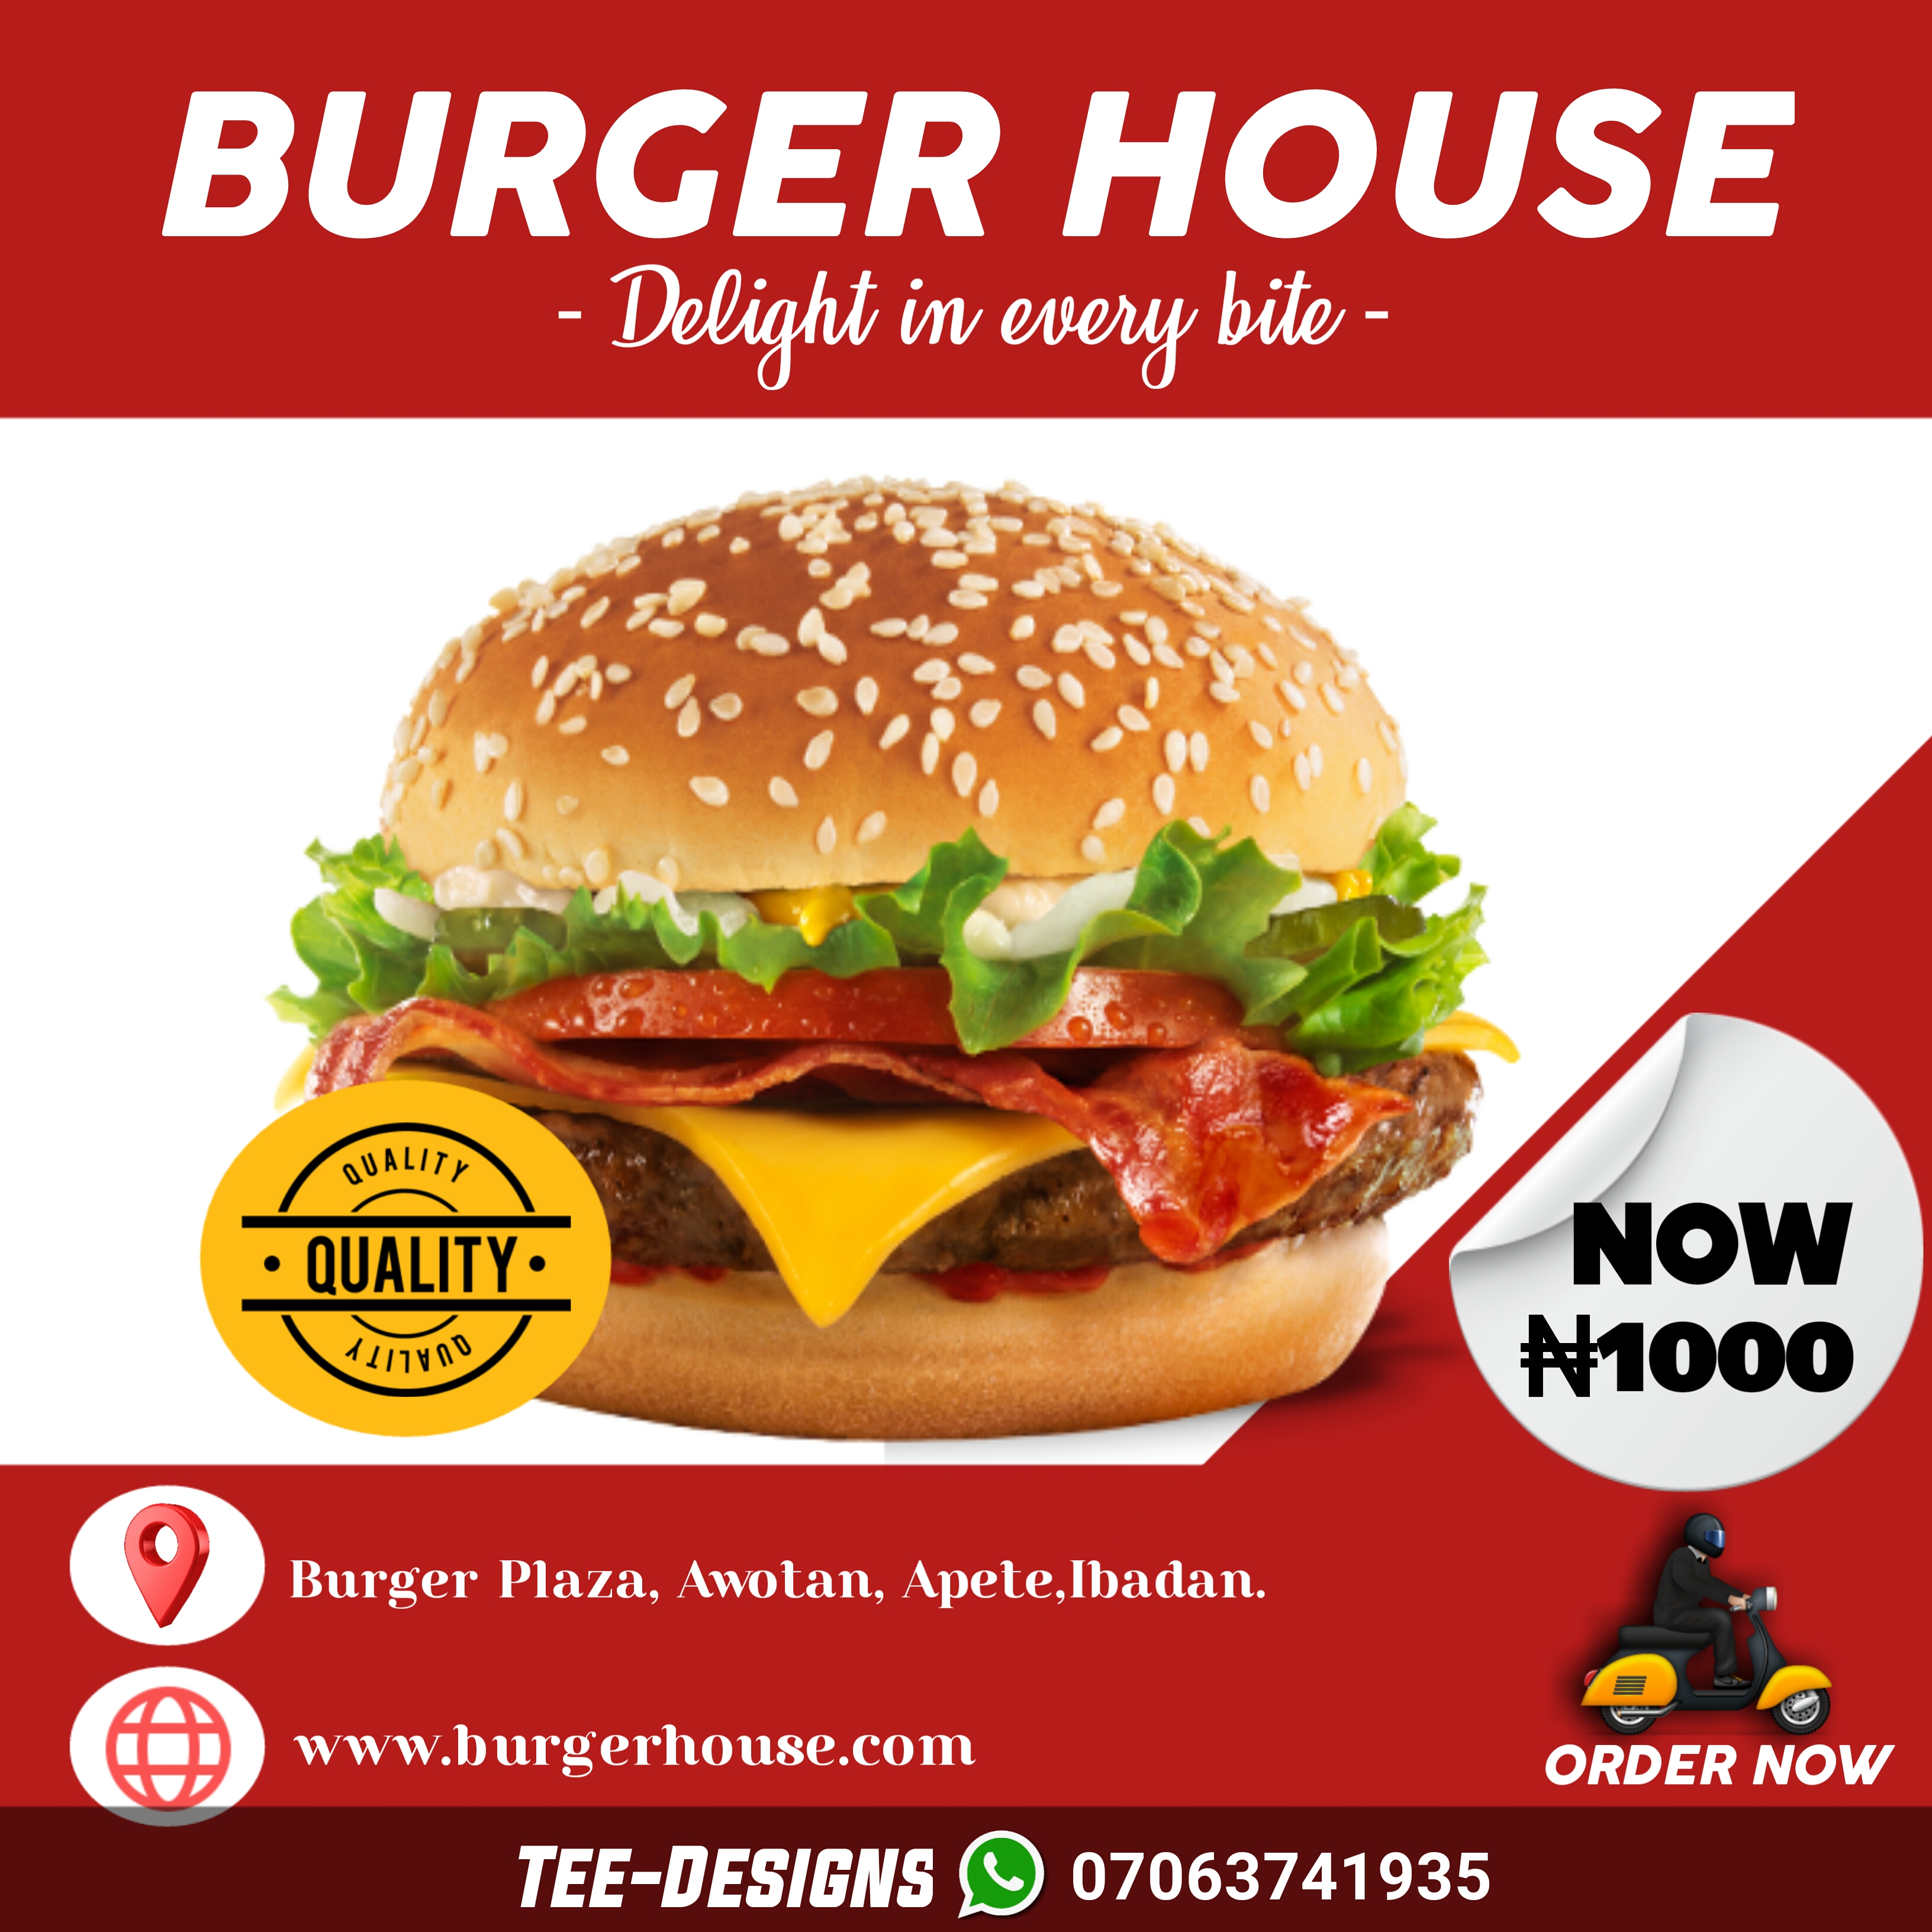 BURGER HOUSE
- Delight in every bite -
QUALITY
• QUALITY •
QUALITY
NOW
₦1000
Burger Plaza, Awotan, Apete,Ibadan.
www.burgerhouse.com
ORDER NOW
TEE-DESIGNS 07063741935